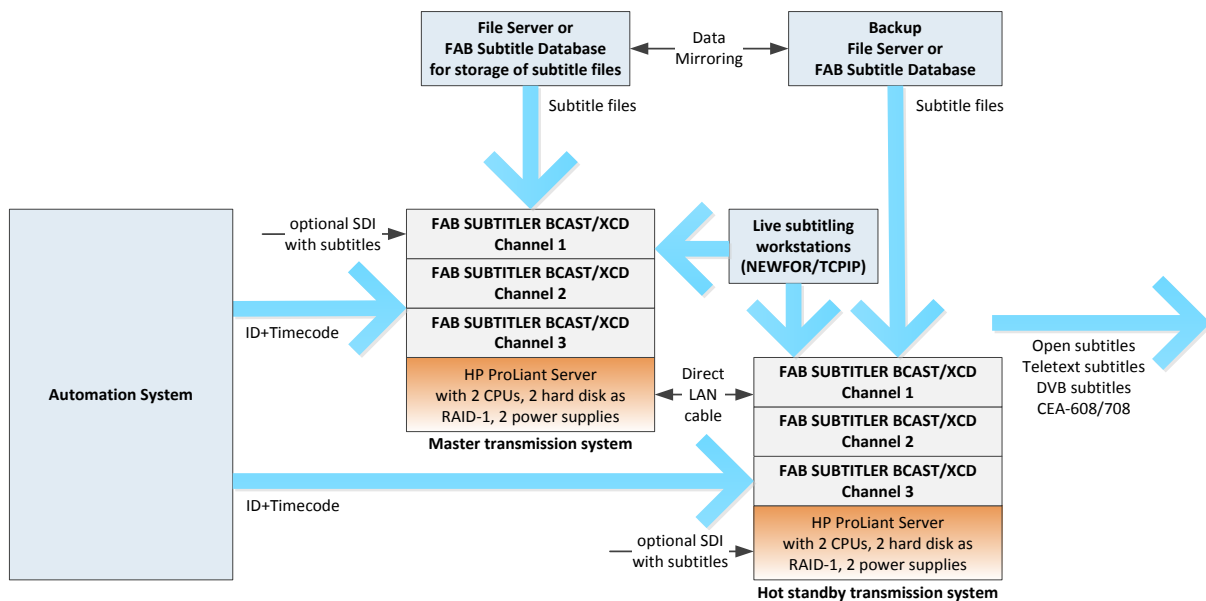 File Server or
FAB Subtitle Database
for storage of subtitle files
Data
Mirroring
Backup
File Server or
FAB Subtitle Database
Subtitle files
Subtitle files
Automation System
optional SDI
with subtitles
FAB SUBTITLER BCAST/XCD
Channel 1
FAB SUBTITLER BCAST/XCD
Channel 2
FAB SUBTITLER BCAST/XCD
Channel 3
HP ProLiant Server
with 2 CPUs, 2 hard disk as
RAID-1, 2 power supplies
Master transmission system
ID+Timecode
Live subtitling
workstations
(NEWFOR/TCPIP)
Direct
LAN
cable
Open subtitles
Teletext subtitles
DVB subtitles
CEA-608/708
FAB SUBTITLER BCAST/XCD
Channel 1
FAB SUBTITLER BCAST/XCD
Channel 2
FAB SUBTITLER BCAST/XCD
Channel 3
HP ProLiant Server
with 2 CPUs, 2 hard disk as
RAID-1, 2 power supplies
Hot standby transmission system
ID+Timecode
optional SDI
with subtitles